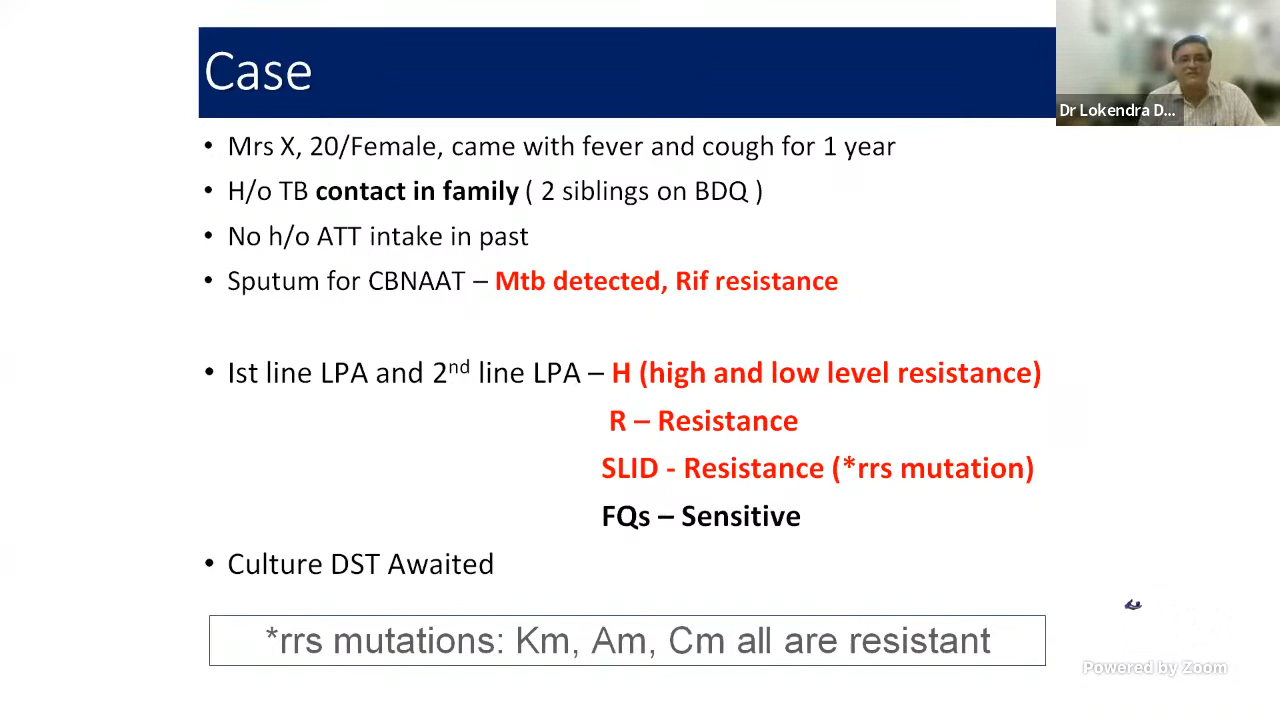 Case
Dr Lokendra D...
• Mrs X, 20/Female, came with fever and cough for 1 year
• H/o TB contact in family ( 2 siblings on BDQ )
• No h/o ATT intake in past
• Sputum for CBNAAT – Mtb detected, Rif resistance
• Ist line LPA and 2nd line LPA – H (high and low level resistance)
R – Resistance
SLID - Resistance (*rrs mutation)
FQs – Sensitive
• Culture DST Awaited
*rrs mutations: Km, Am, Cm all are resistant
Powered by Zoom